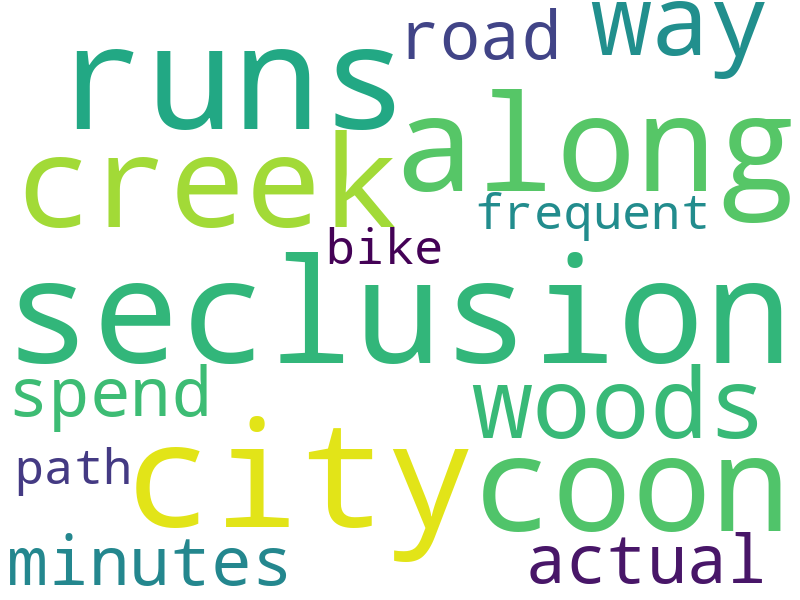 road way
runs
along
creek
frequent
bike
seclusion
spend
woods
city
coon
path
minutes
actual